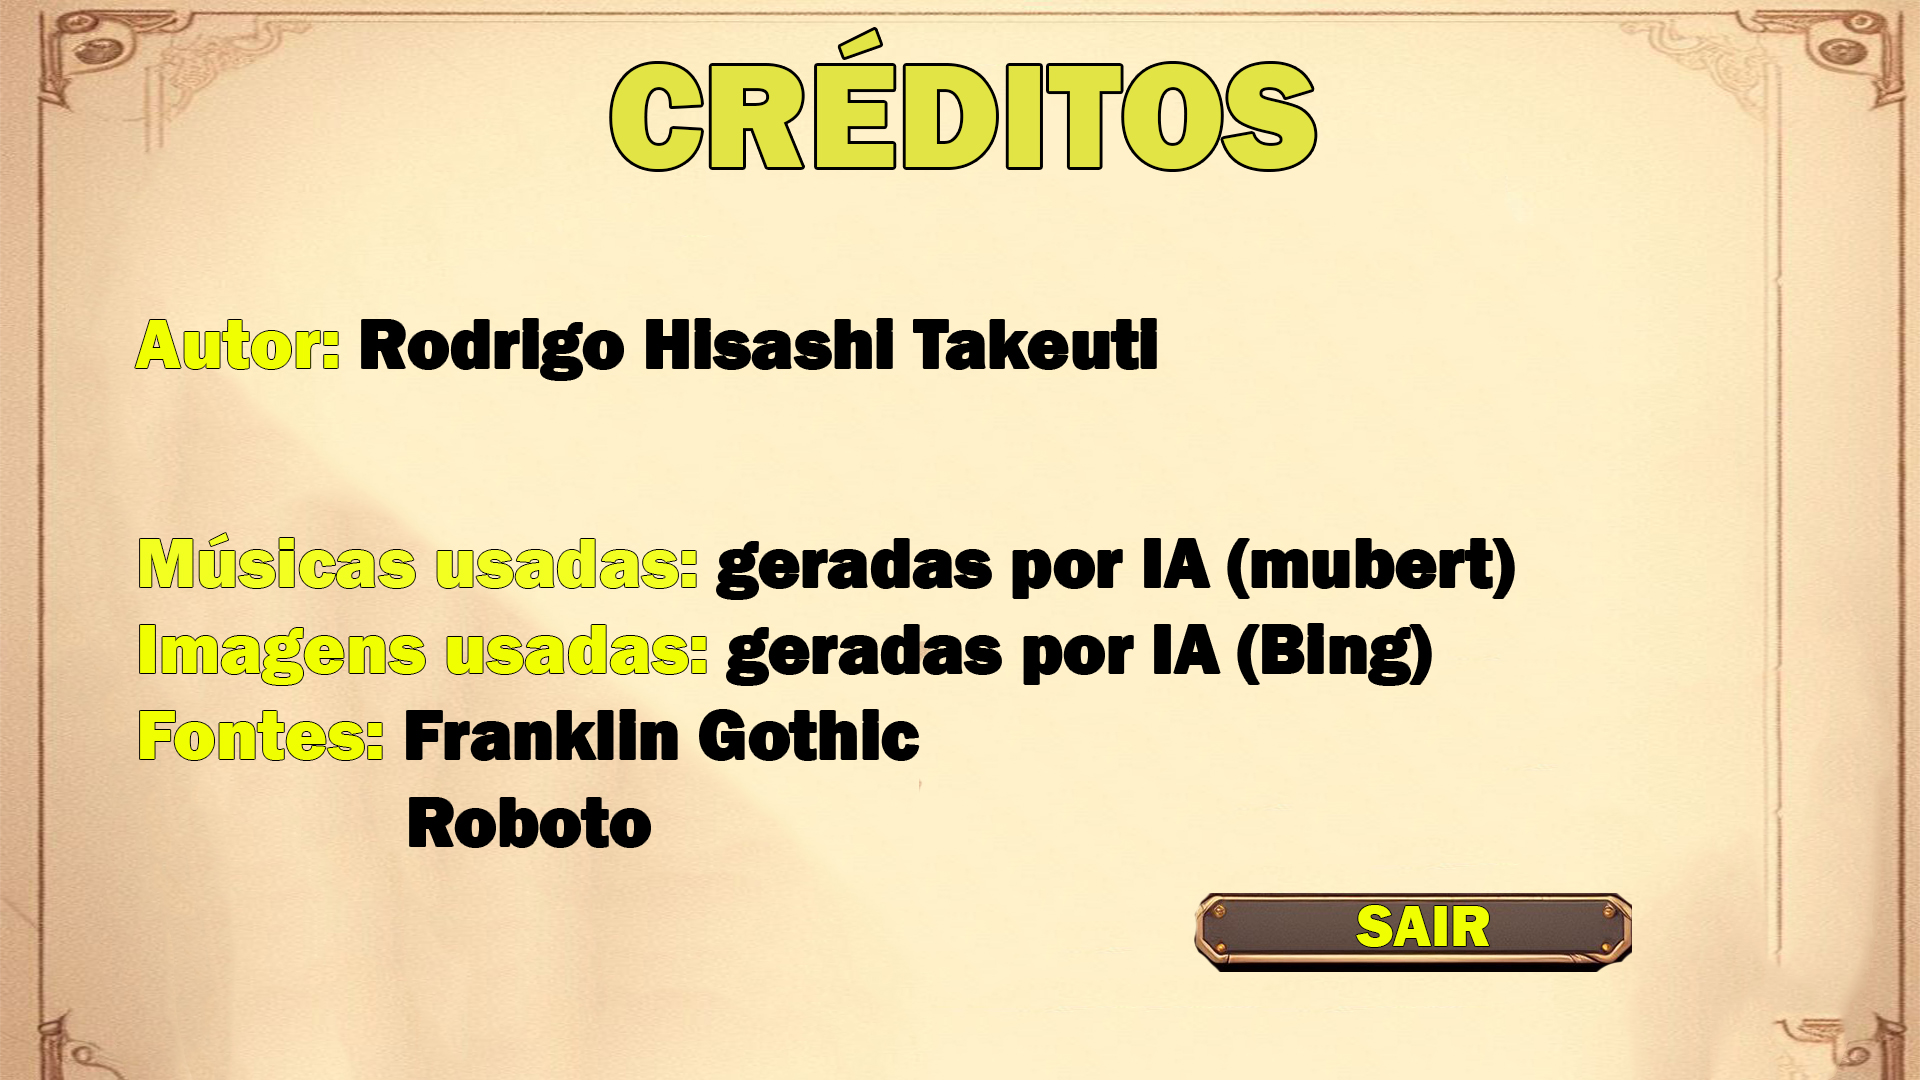 CRÉDITOS
Autor: Rodrigo Hisashi Takeuti
Músicas usadas: geradas por IA (mubert)
Imagens usadas: geradas por IA (Bing)
Fontes: Franklin Gothic
Roboto
SAIR